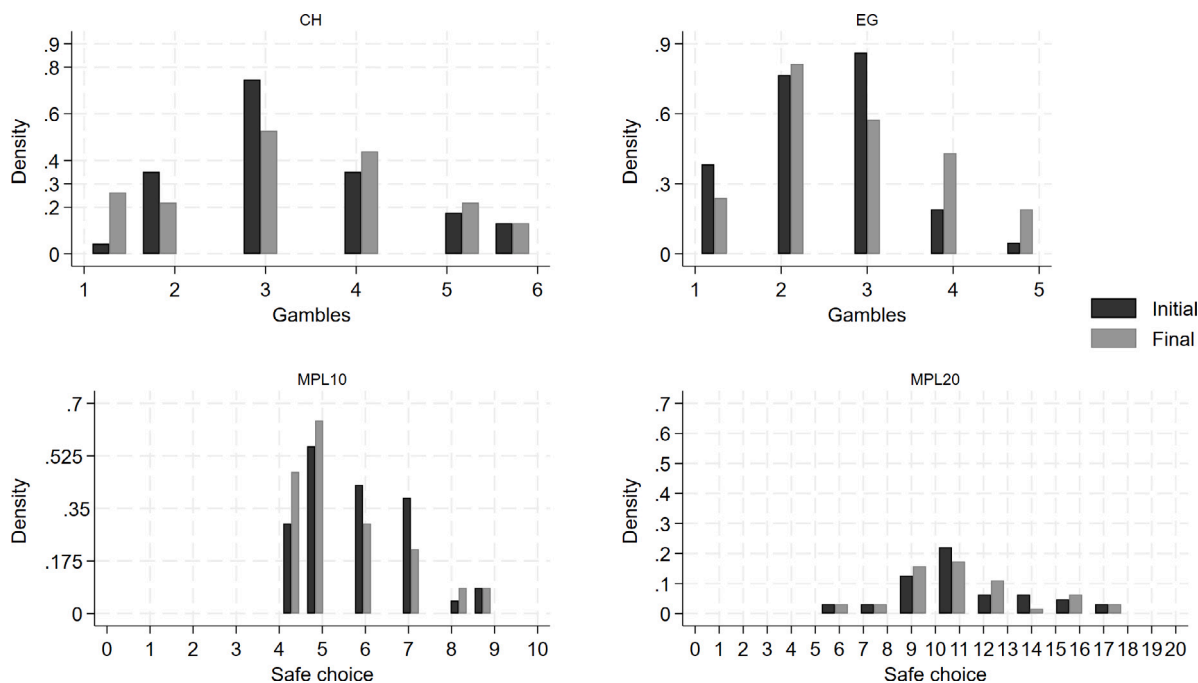 CH
.9
.8
.6
.4
.3
.2
0
Density
1 2 3 4 5 6
Gambles
EG
.9
.6
.3
0
Density
1 2 3 4 5
Gambles
Initial
Final
MPL10
.7
.525
.35
.175
0
Density
0 1 2 3 4 5 6 7 8 9 10
Safe choice
MPL20
.7
.6
.5
.4
.3
.2
.1
0
Density
0 1 2 3 4 5 6 7 8 9 10 11 12 13 14 15 16 17 18 19 20
Safe choice